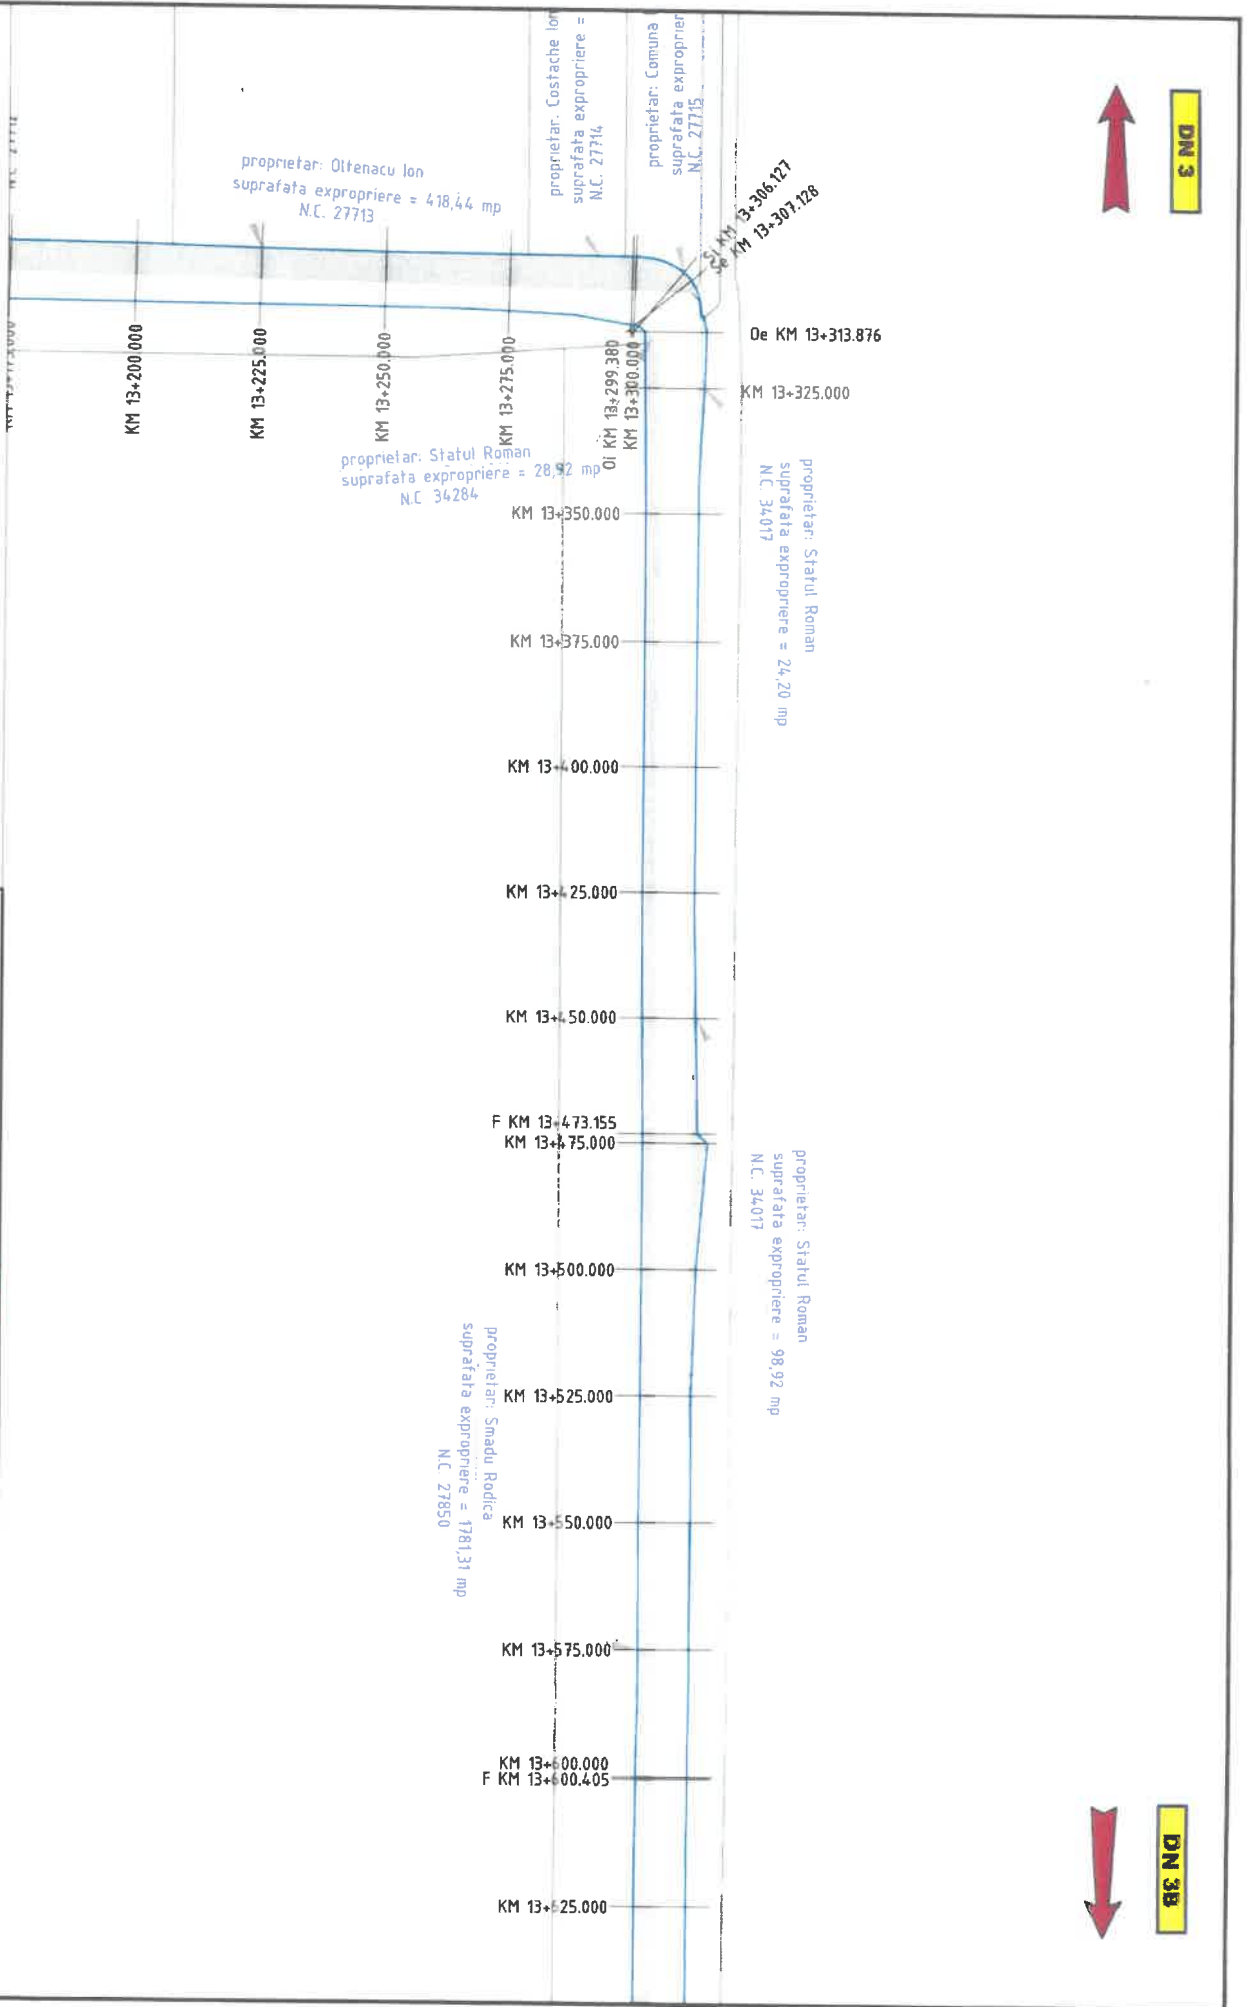 DN 3
proprietar: Costache Ion
suprafata expropriere =
N.C. 27714
proprietar: Comuna
suprafata exproprier
N.C. 27715
proprietar: Oltenacu Ion
suprafata expropriere = 418,44 mp
N.C. 27713
Si KM 13+306.127
Se KM 13+307.128
Oe KM 13+313.876
KM 13+325.000
KM 13+200.000
KM 13+225.000
KM 13+250.000
KM 13+275.000
Oi KM 13+299.380
KM 13+300.000
proprietar: Statul Roman
suprafata expropriere = 28,92 mp
N.C. 34284
KM 13+350.000
proprietar: Statul Roman
suprafata expropriere = 24,20 mp
N.C. 34017
KM 13+375.000
KM 13+400.000
KM 13+425.000
KM 13+450.000
F KM 13+473.155
KM 13+475.000
proprietar: Statul Roman
suprafata expropriere = 98,92 mp
N.C. 34017
KM 13+500.000
proprietar: Smadu Rodica
suprafata expropriere = 1781,31 mp
N.C. 27850
KM 13+525.000
KM 13+550.000
KM 13+575.000
KM 13+600.000
F KM 13+600.405
KM 13+625.000
DN 3B